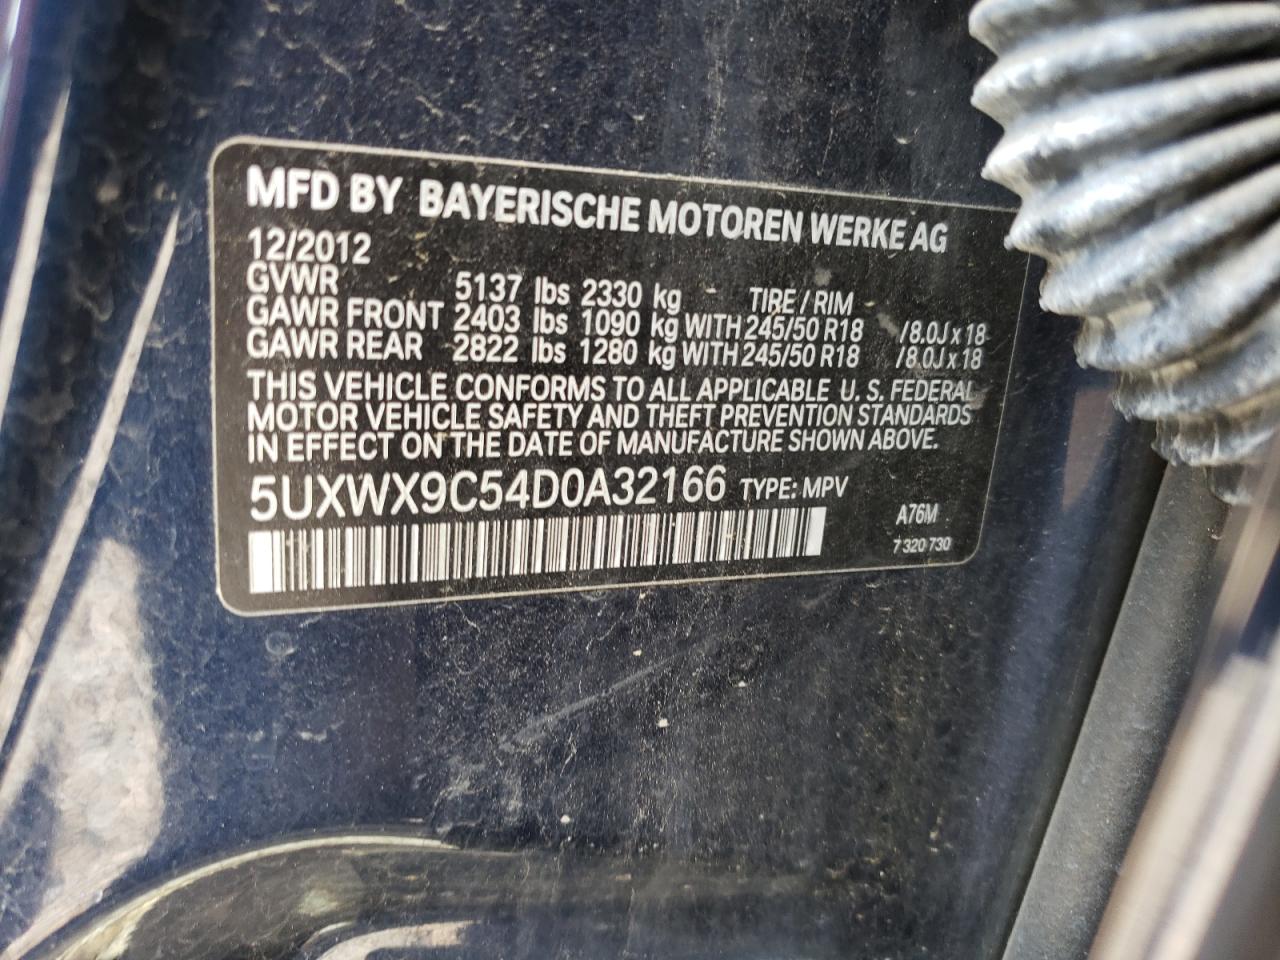 MFD BY BAYERISCHE MOTOREN WERKE AG
12/2012
GVWR 5137 lbs 2330 kg TIRE / RIM
GAWR FRONT 2403 lbs 1090 kg WITH 245/50 R18 /8.0J x 18
GAWR REAR 2822 lbs 1280 kg WITH 245/50 R18 /8.0J x 18
THIS VEHICLE CONFORMS TO ALL APPLICABLE U. S. FEDERAL
MOTOR VEHICLE SAFETY AND THEFT PREVENTION STANDARDS
IN EFFECT ON THE DATE OF MANUFACTURE SHOWN ABOVE.
5UXWX9C54D0A32166 TYPE: MPV
A76M
7 320 730